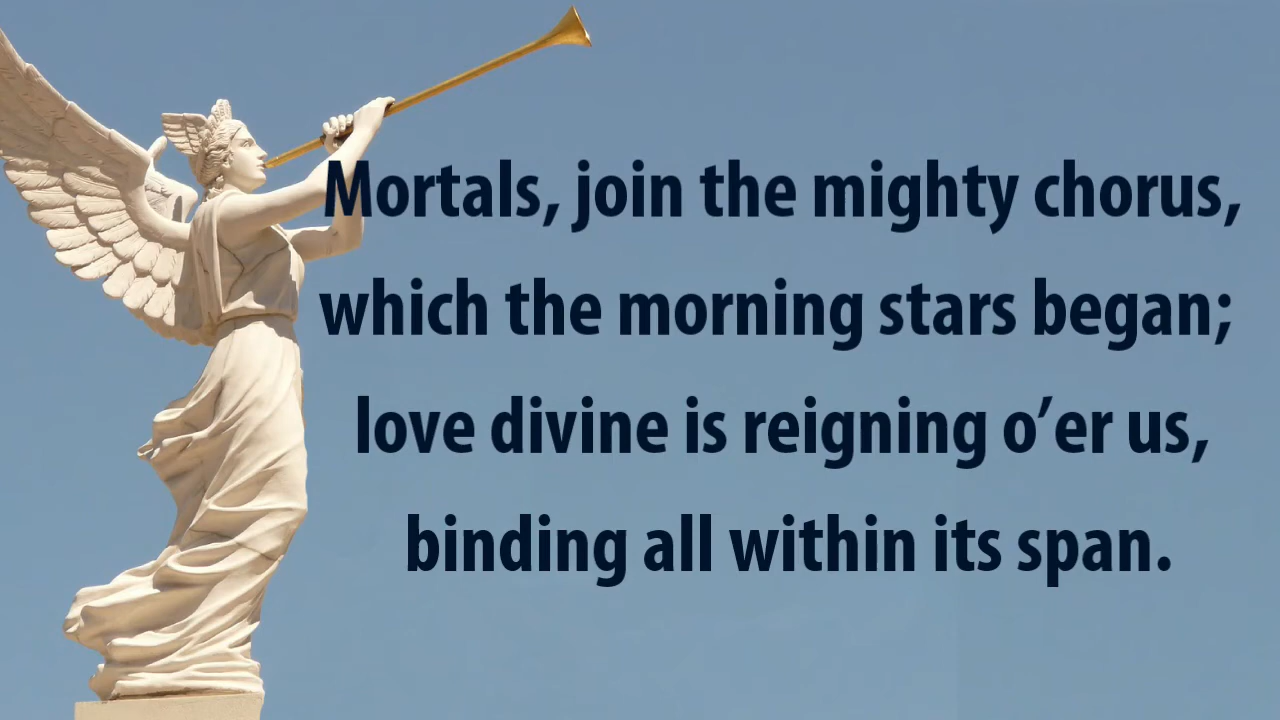 Mortals, join the mighty chorus,
which the morning stars began;
love divine is reigning o’er us,
binding all within its span.